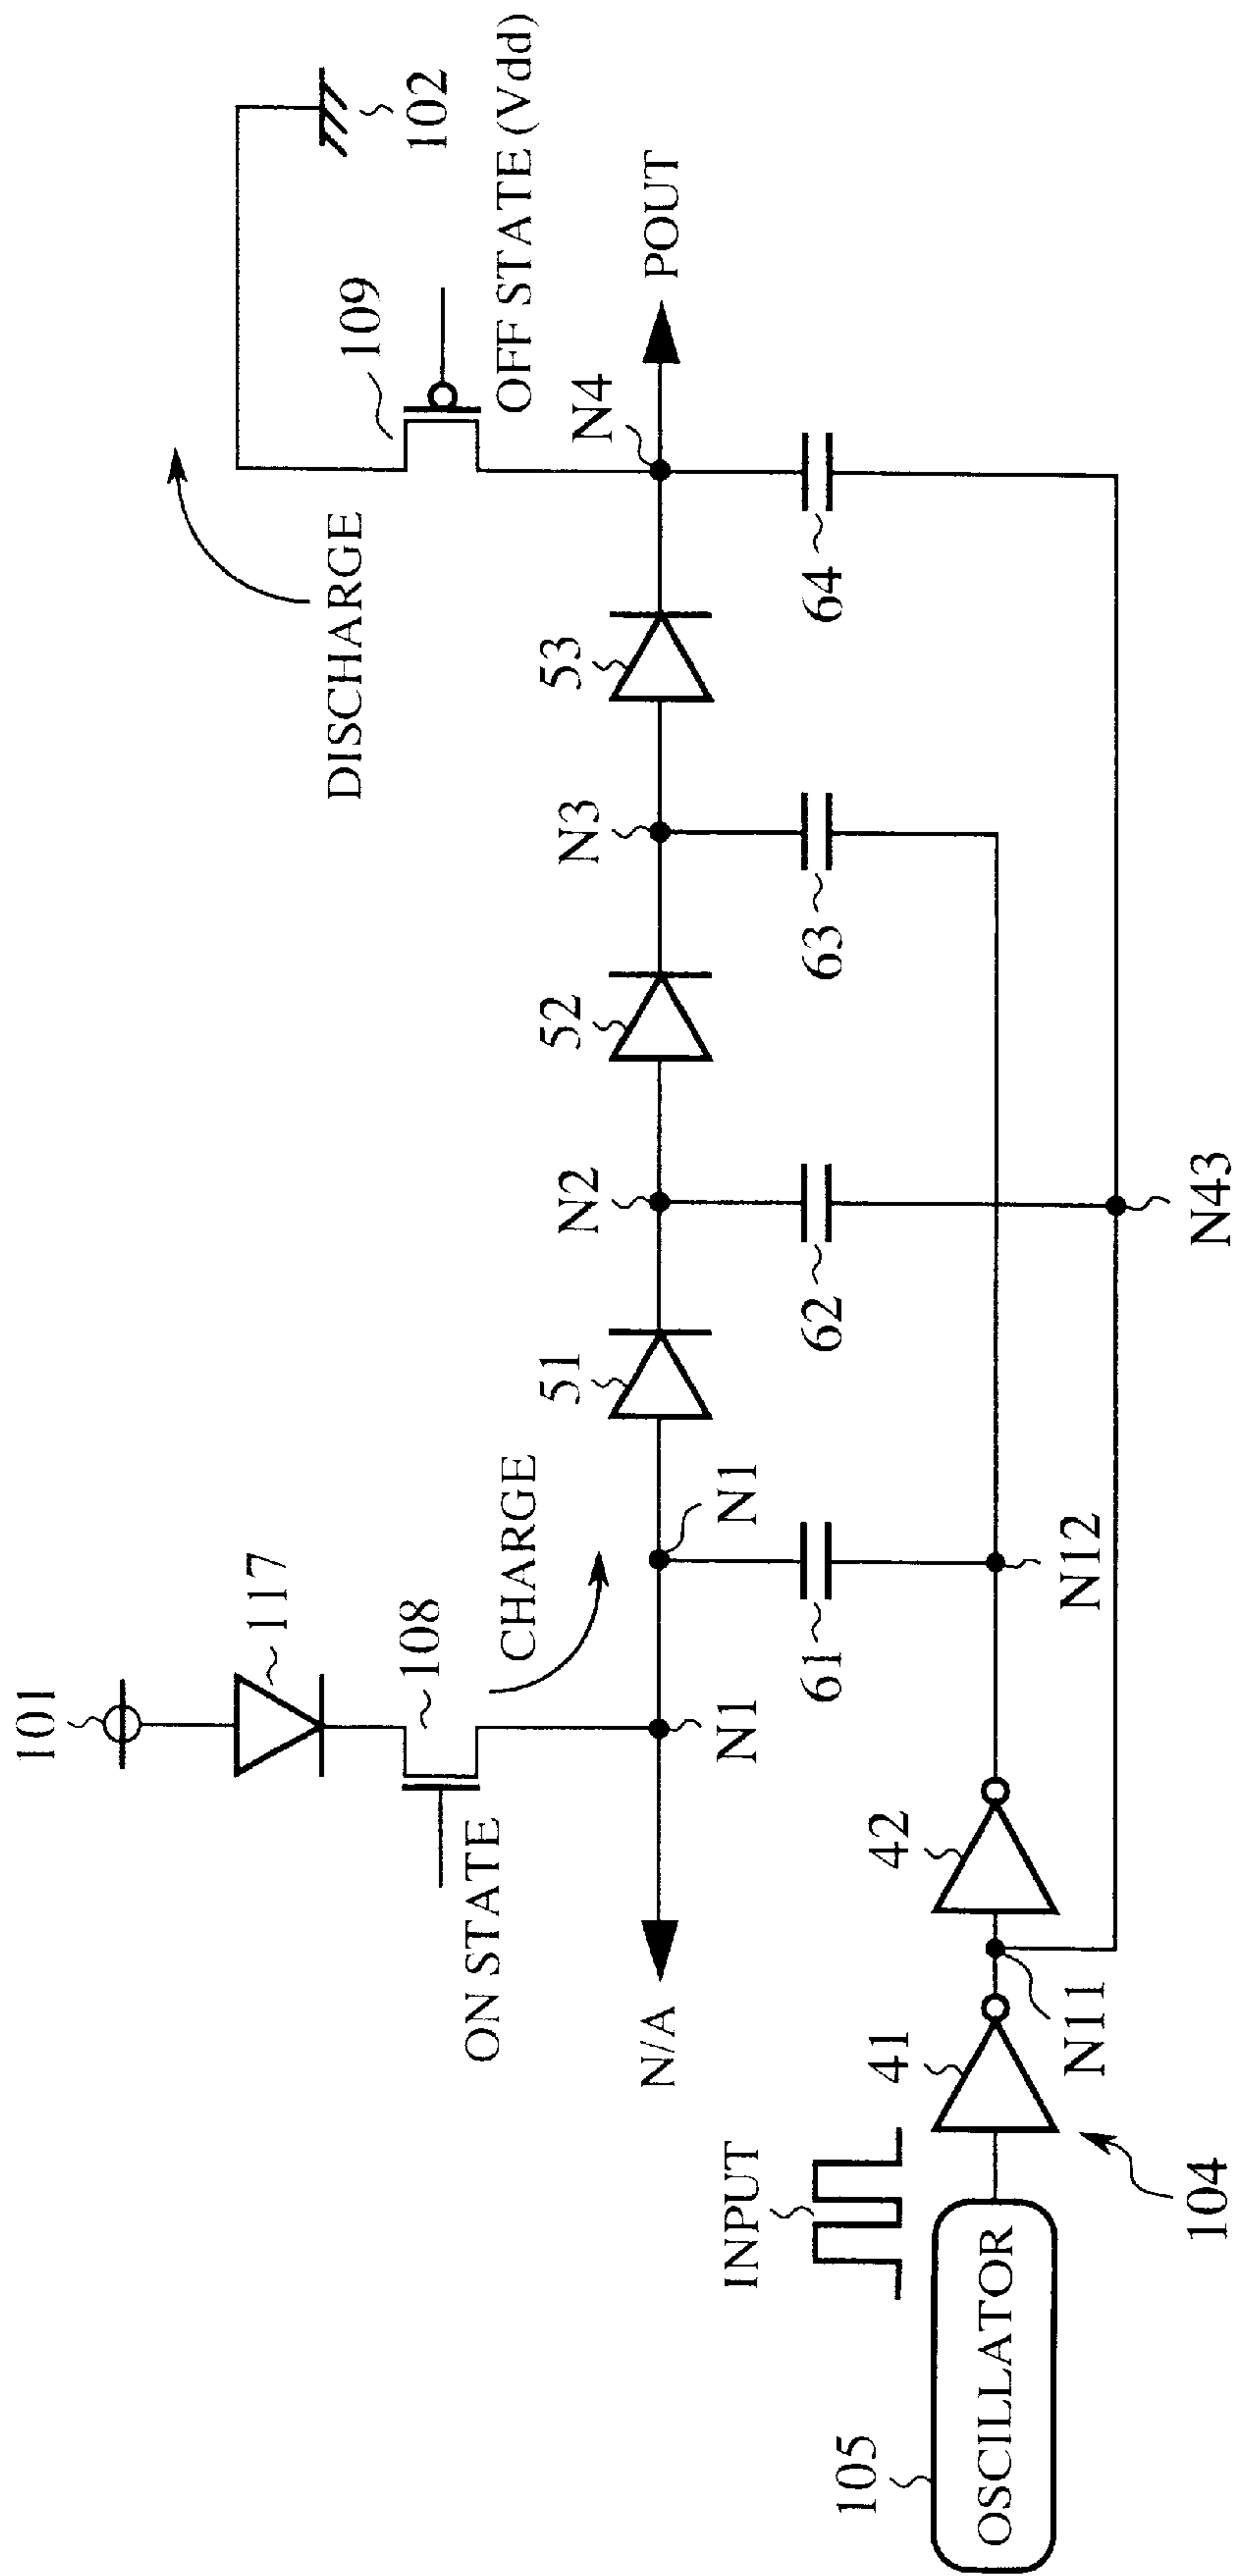 101
117
108
ON STATE
CHARGE
N/A
N1
N1
51
N2
52
N3
53
N4
POUT
DISCHARGE
109
OFF STATE (Vdd)
102
61
62
63
64
INPUT
105
OSCILLATOR
41
104
N11
42
N12
N43